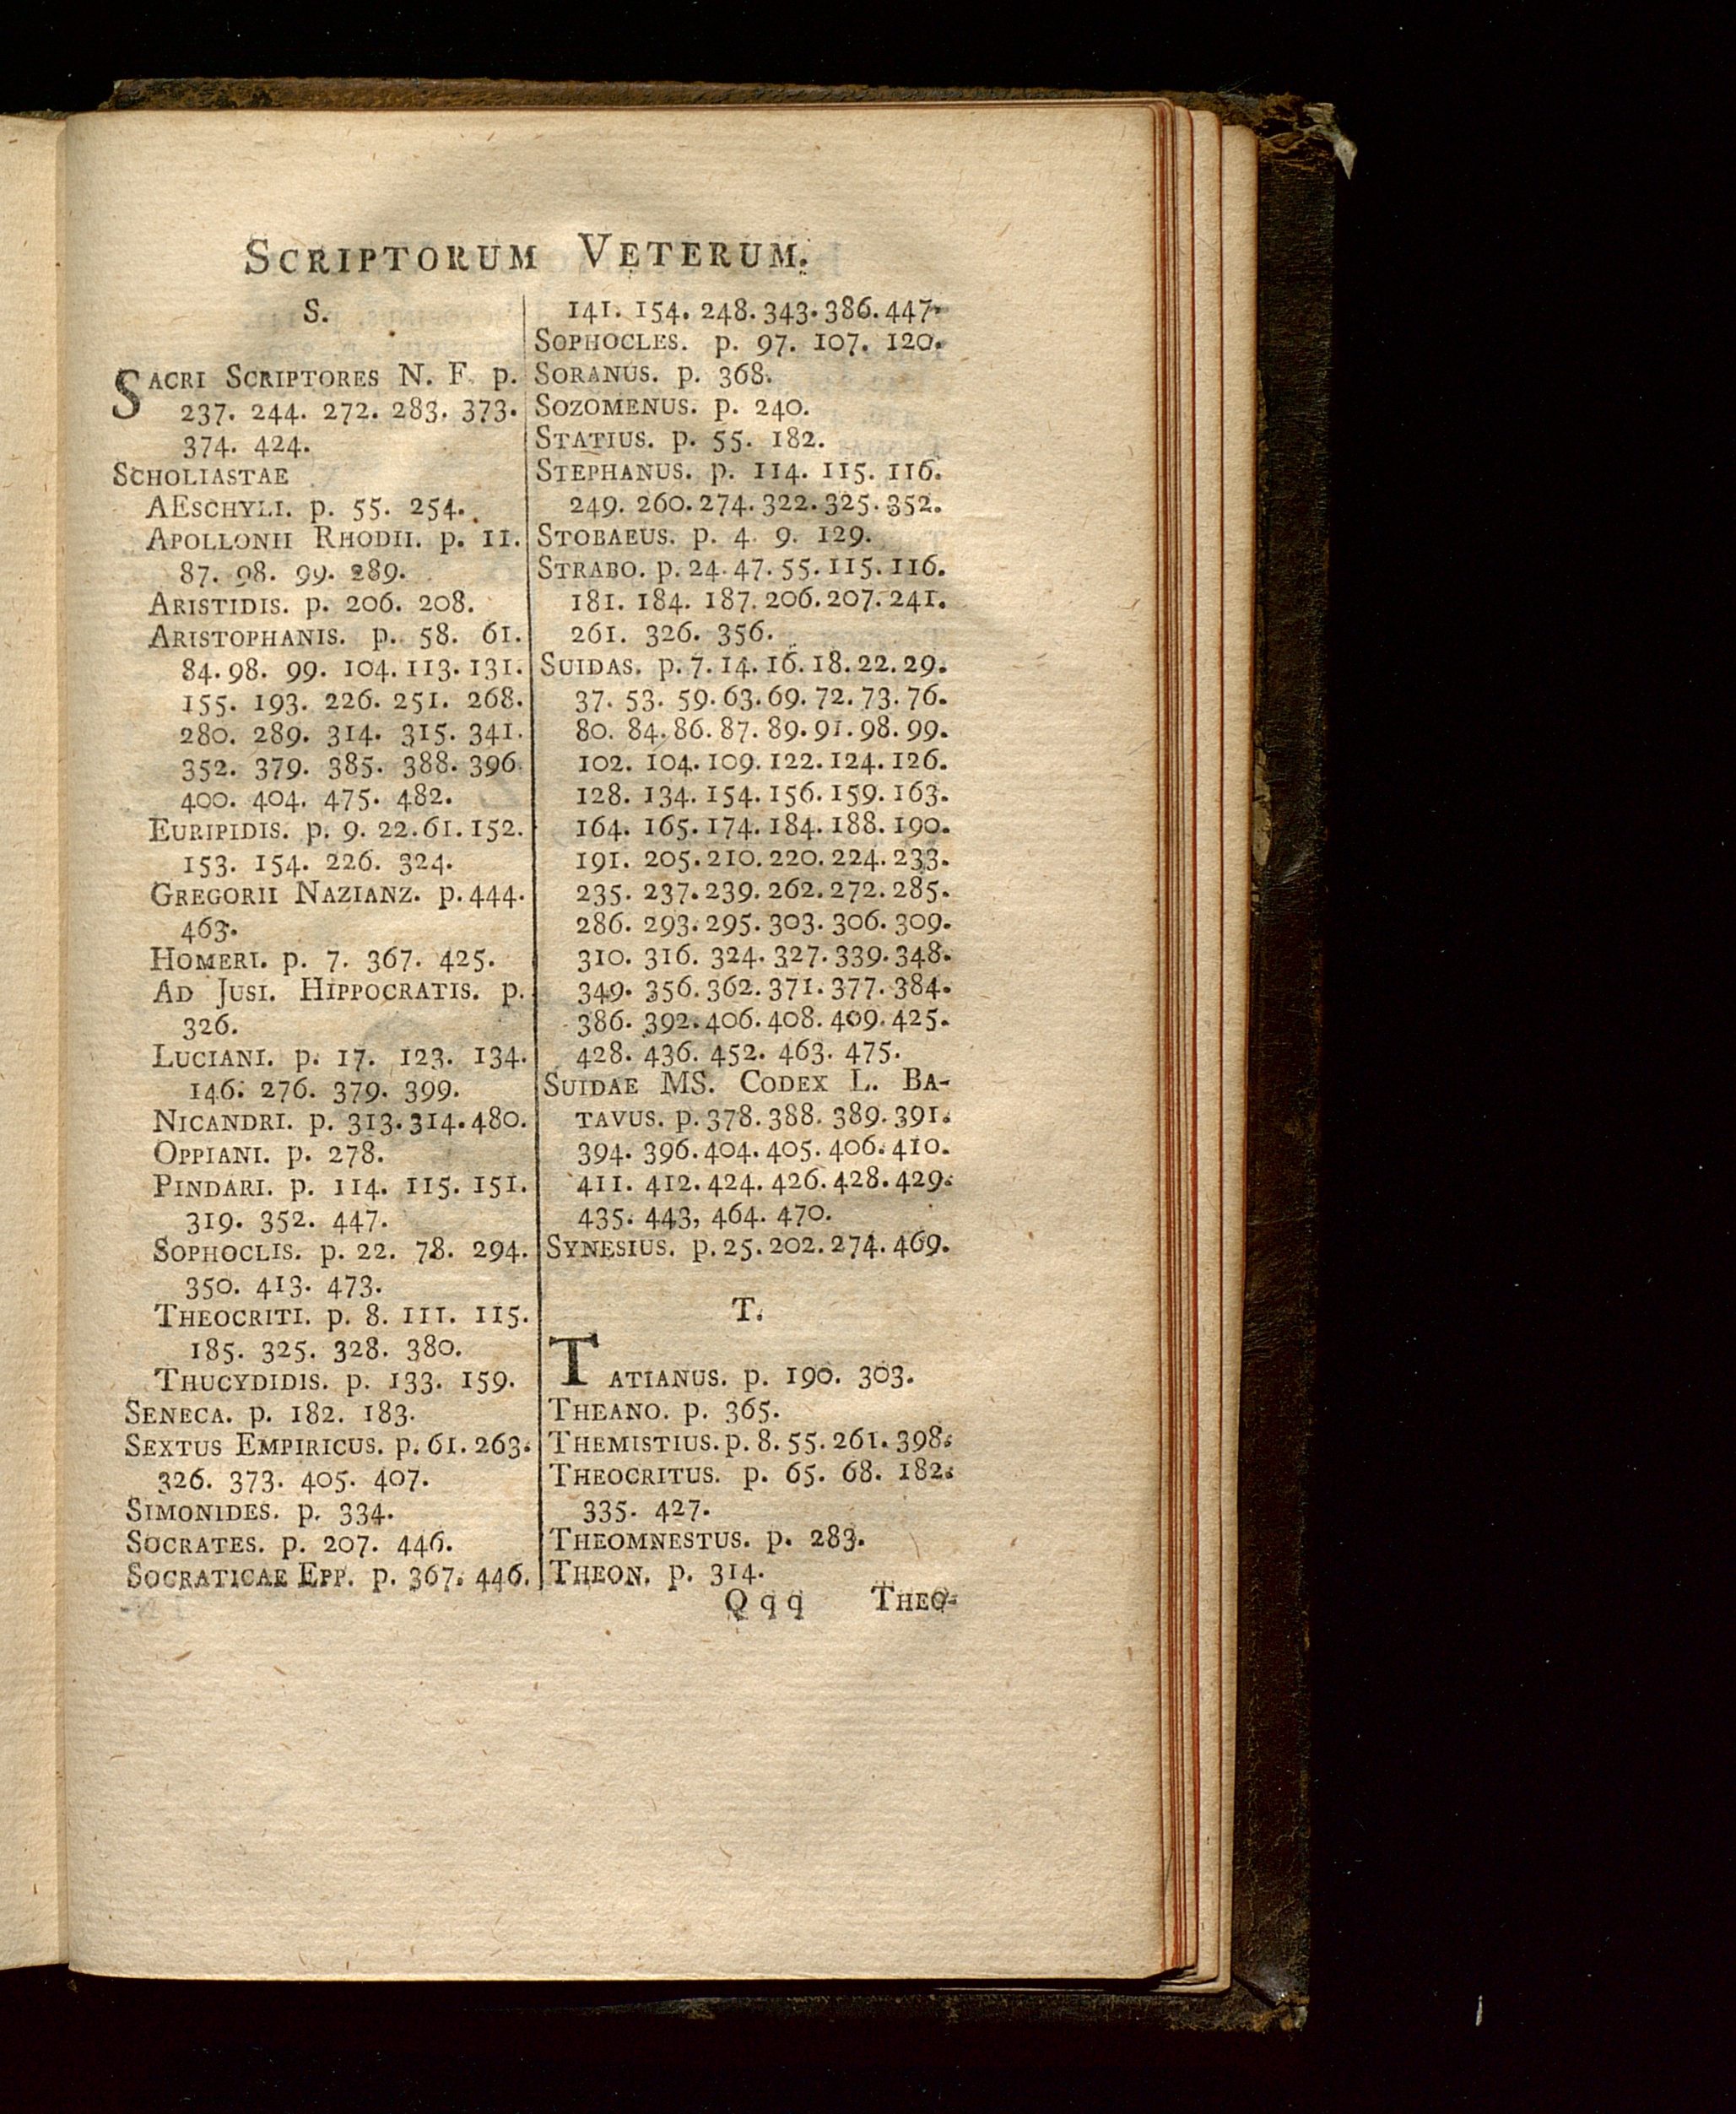 SCRIPTORUM VETERUM.
S.
SACRI SCRIPTORES N. F. p.
237. 244. 272. 283. 373.
374. 424.
SCHOLIASTAE
AESCHYLI. p. 55. 254.
APOLLONII RHODII. p. 11.
87. 98. 99. 289.
ARISTIDIS. p. 206. 208.
ARISTOPHANIS. p. 58. 61.
84. 98. 99. 104. 113. 131.
155. 193. 226. 251. 268.
280. 289. 314. 315. 341.
352. 379. 385. 388. 396.
400. 404. 475. 482.
EURIPIDIS. p. 9. 22. 61. 152.
153. 154. 226. 324.
GREGORII NAZIANZ. p. 444.
463.
HOMERI. p. 7. 367. 425.
AD JUSI. HIPPOCRATIS. p.
326.
LUCIANI. p. 17. 123. 134.
146. 276. 379. 399.
NICANDRI. p. 313. 314. 480.
OPPIANI. p. 278.
PINDARI. p. 114. 115. 151.
319. 352. 447.
SOPHOCLIS. p. 22. 78. 294.
350. 413. 473.
THEOCRITI. p. 8. 111. 115.
185. 325. 328. 380.
THUCYDIDIS. p. 133. 159.
SENECA. p. 182. 183.
SEXTUS EMPIRICUS. p. 61. 263.
326. 373. 405. 407.
SIMONIDES. p. 334.
SOCRATES. p. 207. 446.
SOCRATICAE EPP. p. 367. 446.
141. 154. 248. 343. 386. 447.
SOPHOCLES. p. 97. 107. 120.
SORANUS. p. 368.
SOZOMENUS. p. 240.
STATIUS. p. 55. 182.
STEPHANUS. p. 114. 115. 116.
249. 260. 274. 322. 325. 352.
STOBAEUS. p. 4. 9. 129.
STRABO. p. 24. 47. 55. 115. 116.
181. 184. 187. 206. 207. 241.
261. 326. 356.
SUIDAS. p. 7. 14. 16. 18. 22. 29.
37. 53. 59. 63. 69. 72. 73. 76.
80. 84. 86. 87. 89. 91. 98. 99.
102. 104. 109. 122. 124. 126.
128. 134. 154. 156. 159. 163.
164. 165. 174. 184. 188. 190.
191. 205. 210. 220. 224. 233.
235. 237. 239. 262. 272. 285.
286. 293. 295. 303. 306. 309.
310. 316. 324. 327. 339. 348.
349. 356. 362. 371. 377. 384.
386. 392. 406. 408. 409. 425.
428. 436. 452. 463. 475.
SUIDAE MS. CODEX L. BA-
TAVUS. p. 378. 388. 389. 391.
394. 396. 404. 405. 406. 410.
411. 412. 424. 426. 428. 429.
435. 443, 464. 470.
SYNESIUS. p. 25. 202. 274. 469.
T.
TATIANUS. p. 190. 303.
THEANO. p. 365.
THEMISTIUS. p. 8. 55. 261. 398.
THEOCRITUS. p. 65. 68. 182.
335. 427.
THEOMNESTUS. p. 283.
THEON. p. 314.
Qqq THEO-